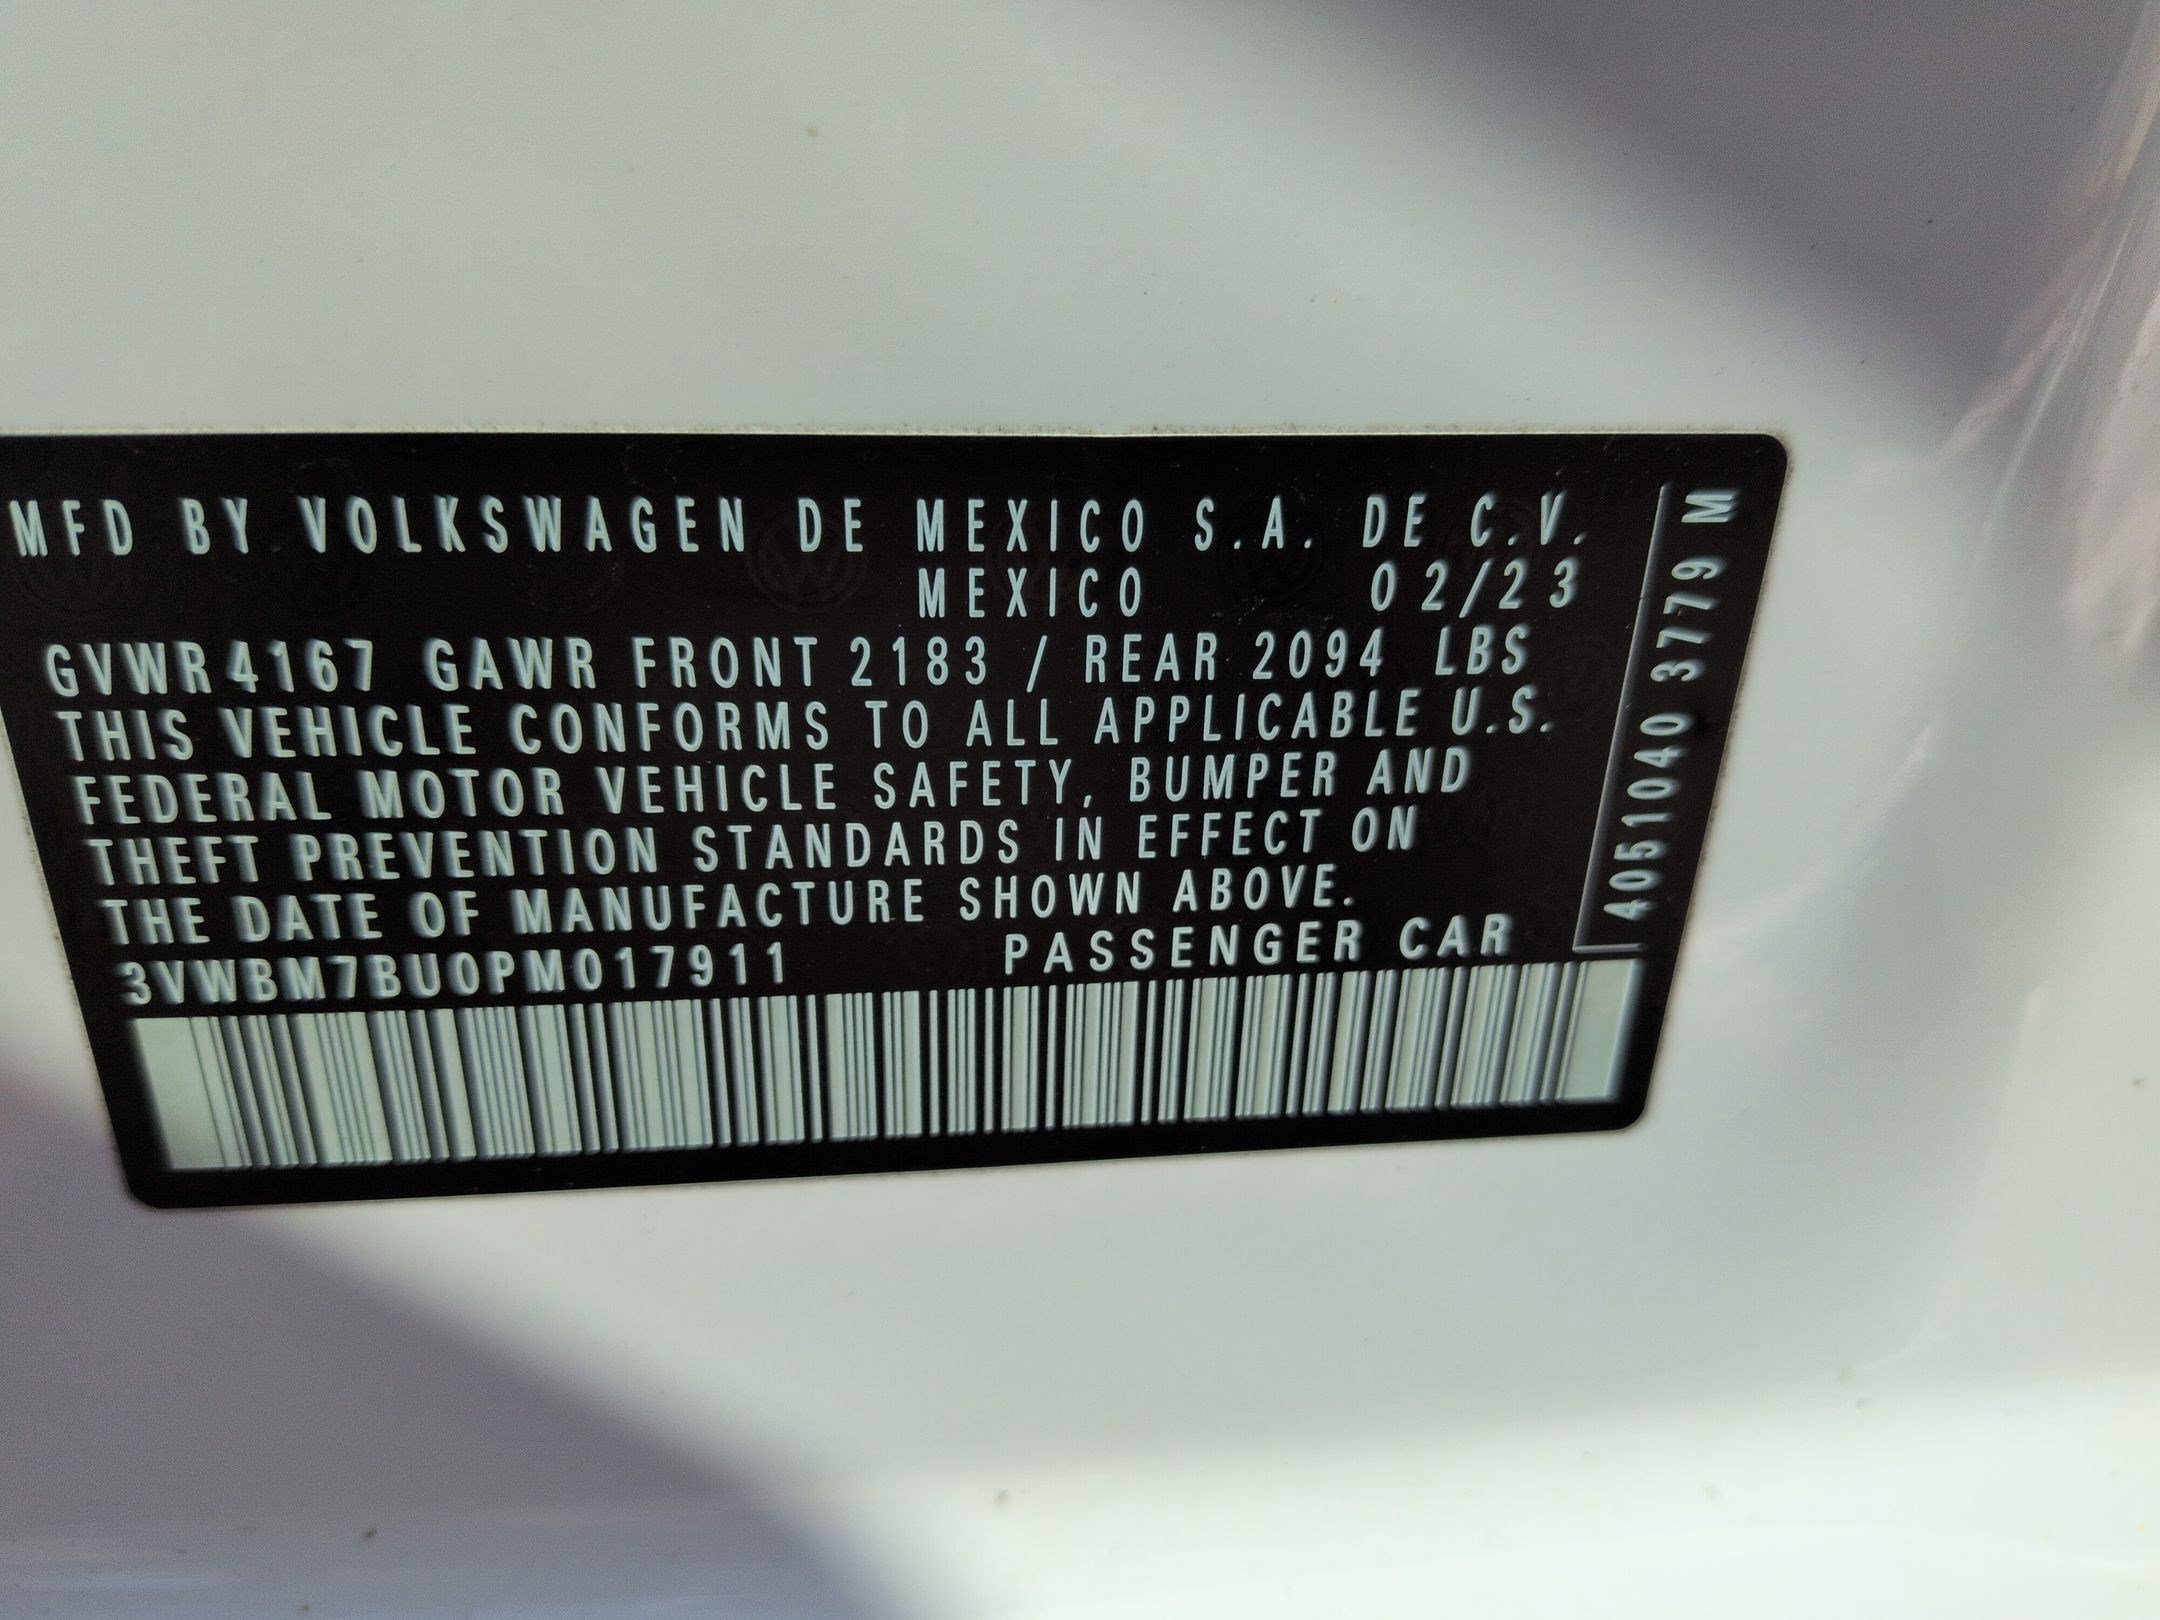 MFD BY VOLKSWAGEN DE MEXICO S.A. DE C.V.
MEXICO 02/23
GVWR 4167 GAWR FRONT 2183 / REAR 2094 LBS
THIS VEHICLE CONFORMS TO ALL APPLICABLE U.S.
FEDERAL MOTOR VEHICLE SAFETY, BUMPER AND
THEFT PREVENTION STANDARDS IN EFFECT ON
THE DATE OF MANUFACTURE SHOWN ABOVE.
3VWBM7BU0PM017911 PASSENGER CAR
4051040 3779 M